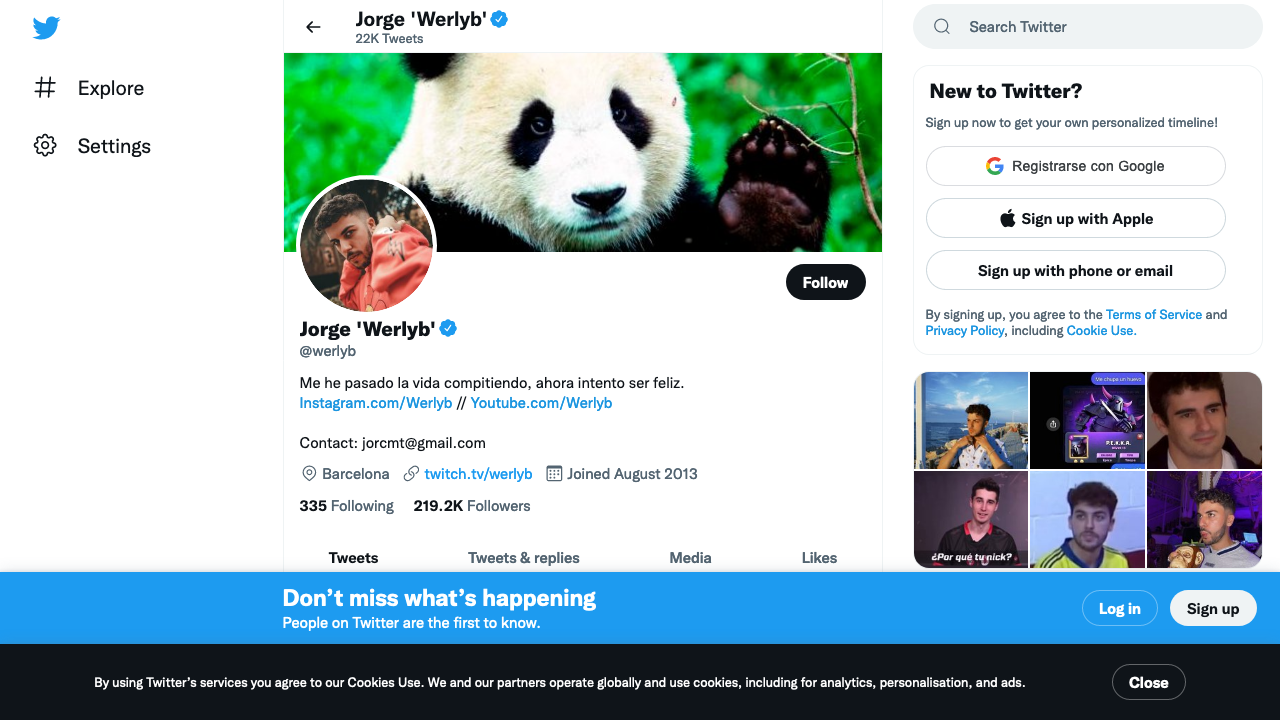 Explore
Settings
Jorge 'Werlyb'
22K Tweets
Follow
Jorge 'Werlyb'
@werlyb
Me he pasado la vida compitiendo, ahora intento ser feliz.
Instagram.com/Werlyb // Youtube.com/Werlyb
Contact: jorcmt@gmail.com
Barcelona twitch.tv/werlyb Joined August 2013
335 Following 219.2K Followers
Tweets Tweets & replies Media Likes
Search Twitter
New to Twitter?
Sign up now to get your own personalized timeline!
Registrarse con Google
Sign up with Apple
Sign up with phone or email
By signing up, you agree to the Terms of Service and
Privacy Policy, including Cookie Use.
Me chupa un huevo
P.E.K.K.A.
¿Por qué tu nick?
Don't miss what's happening
People on Twitter are the first to know.
Log in
Sign up
By using Twitter's services you agree to our Cookies Use. We and our partners operate globally and use cookies, including for analytics, personalisation, and ads.
Close